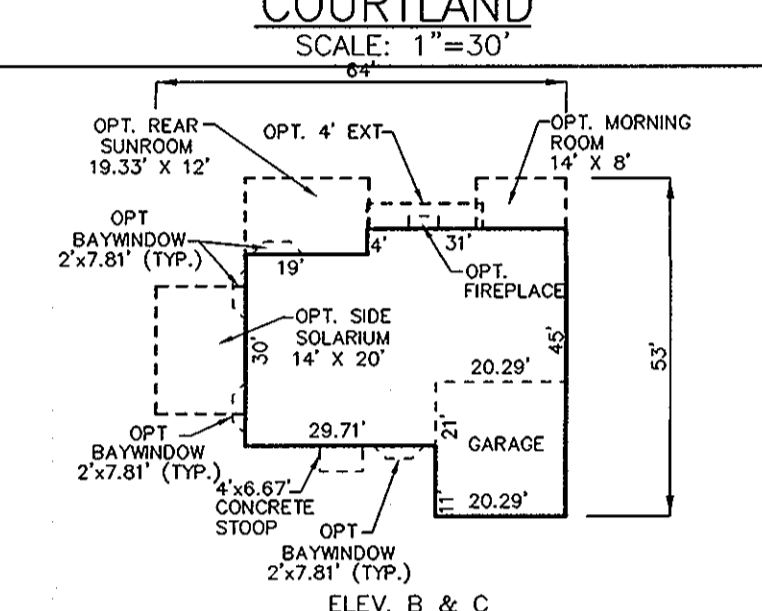 COURTLAND
SCALE: 1"=30'
64'
OPT. REAR
SUNROOM
19.33' X 12'
OPT. 4' EXT
OPT. MORNING
ROOM
14' X 8'
OPT
BAYWINDOW
2'x7.81' (TYP.)
19'
4'
31'
OPT.
FIREPLACE
OPT. SIDE
SOLARIUM
14' X 20'
30'
45'
53'
20.29'
OPT
BAYWINDOW
2'x7.81' (TYP.)
29.71'
21'
GARAGE
4'x6.67'
CONCRETE
STOOP
11'
20.29'
OPT
BAYWINDOW
2'x7.81' (TYP.)
ELEV. B & C